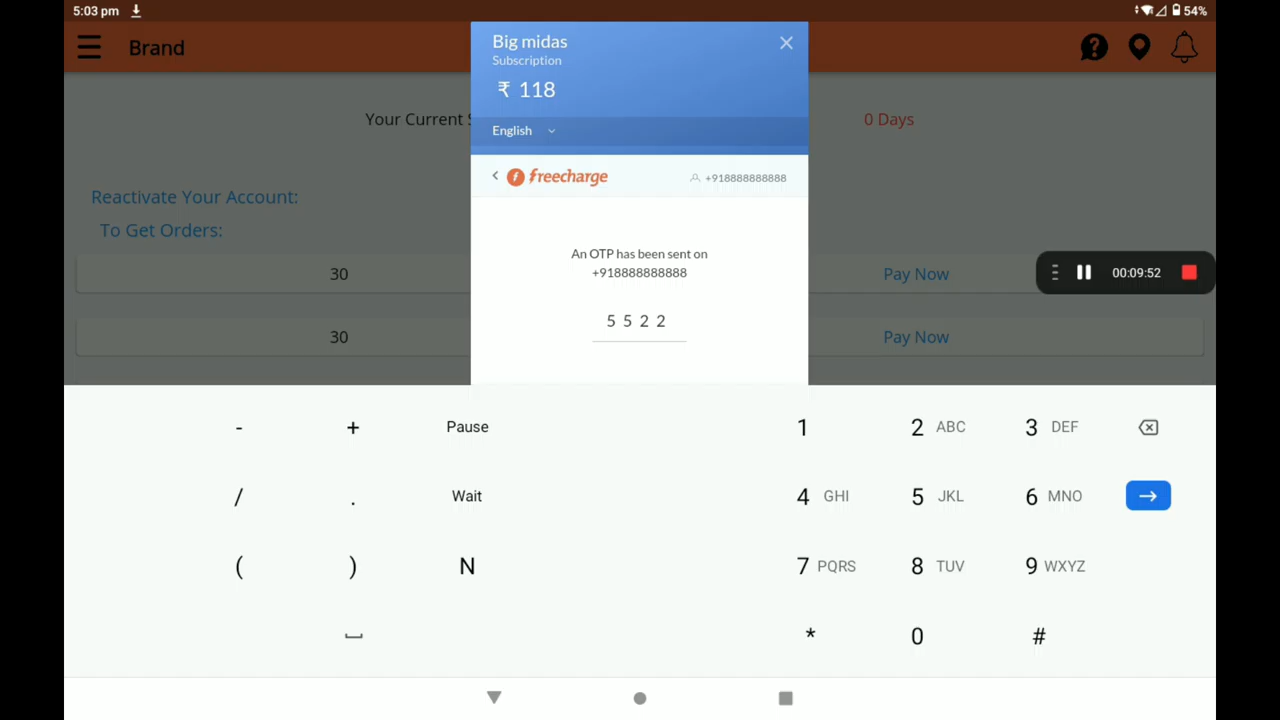 5:03 pm
54%
Brand
Big midas
Subscription
₹ 118
English
Your Current S
0 Days
freecharge
+918888888888
Reactivate Your Account:
To Get Orders:
An OTP has been sent on
+918888888888
5 5 2 2
30
Pay Now
00:09:52
30
Pay Now
- + Pause 1 2 ABC 3 DEF
/ . Wait 4 GHI 5 JKL 6 MNO
( ) N 7 PQRS 8 TUV 9 WXYZ
* 0 #